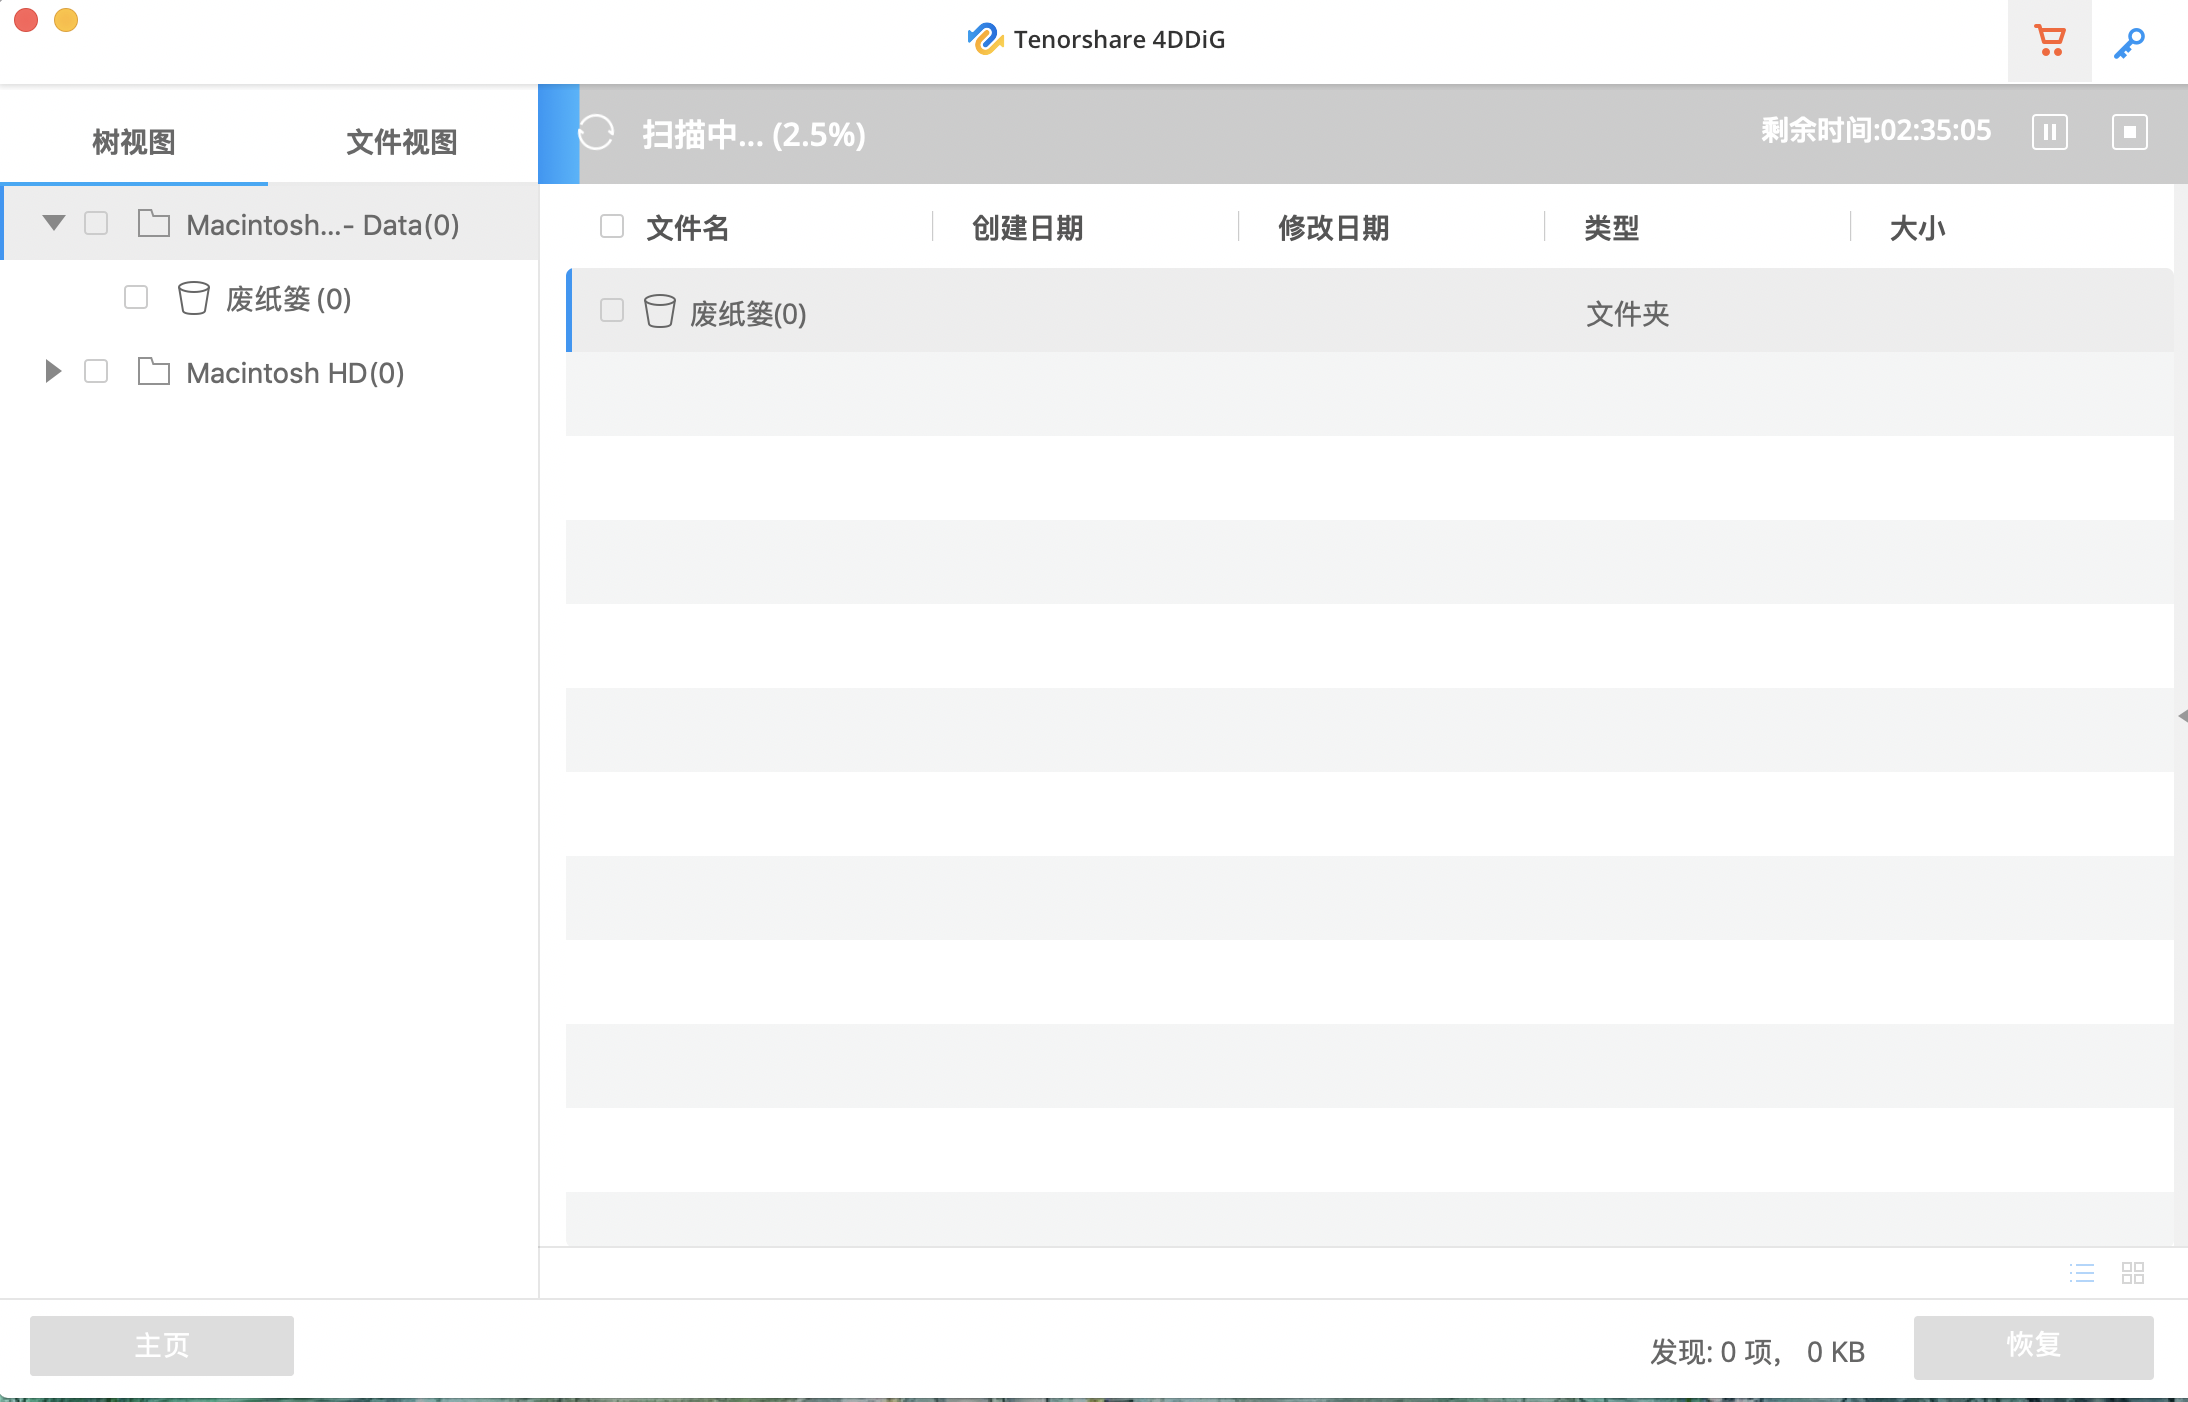 Tenorshare 4DDiG
树视图
文件视图
扫描中... (2.5%)
剩余时间:02:35:05
Macintosh...- Data(0)
废纸篓 (0)
Macintosh HD(0)
文件名
创建日期
修改日期
类型
大小
废纸篓(0)
文件夹
主页
发现: 0 项， 0 KB
恢复